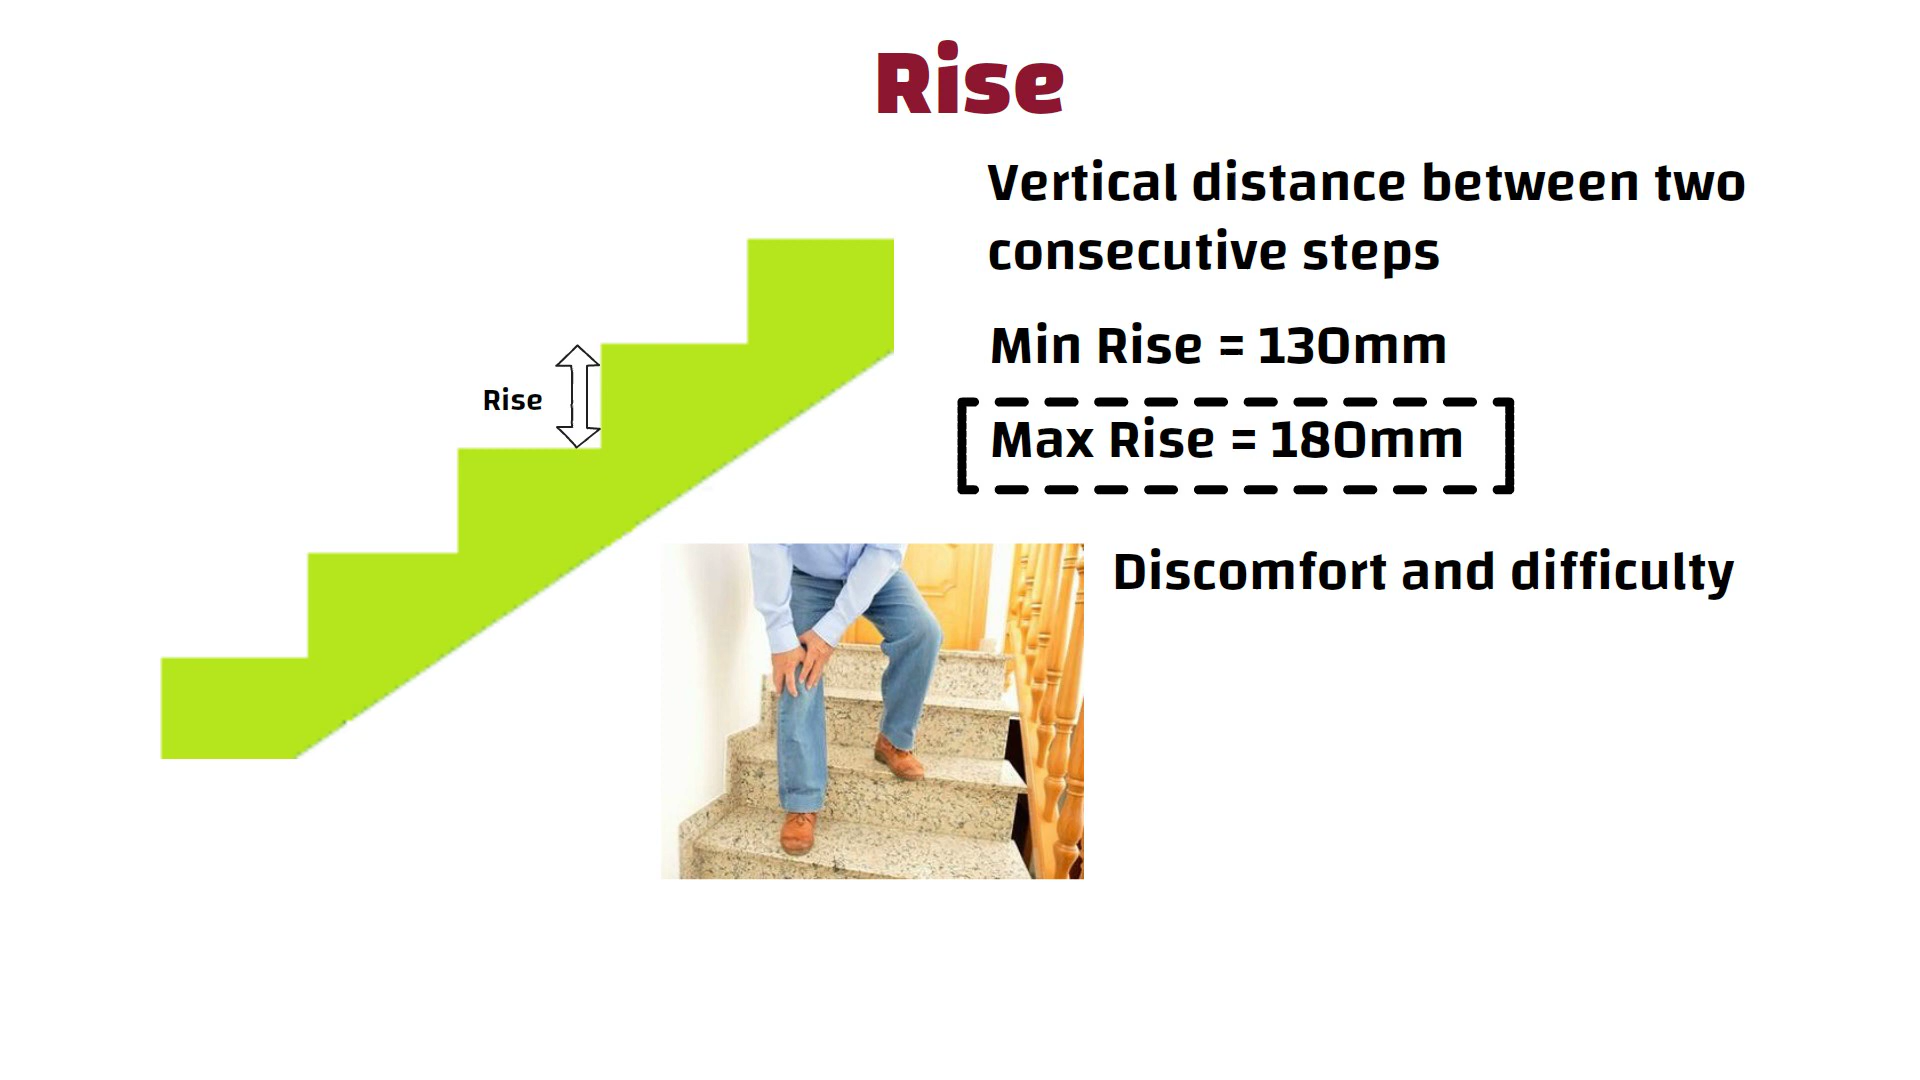 Rise
Vertical distance between two
consecutive steps
Min Rise = 130mm
Rise
Max Rise = 180mm
Discomfort and difficulty